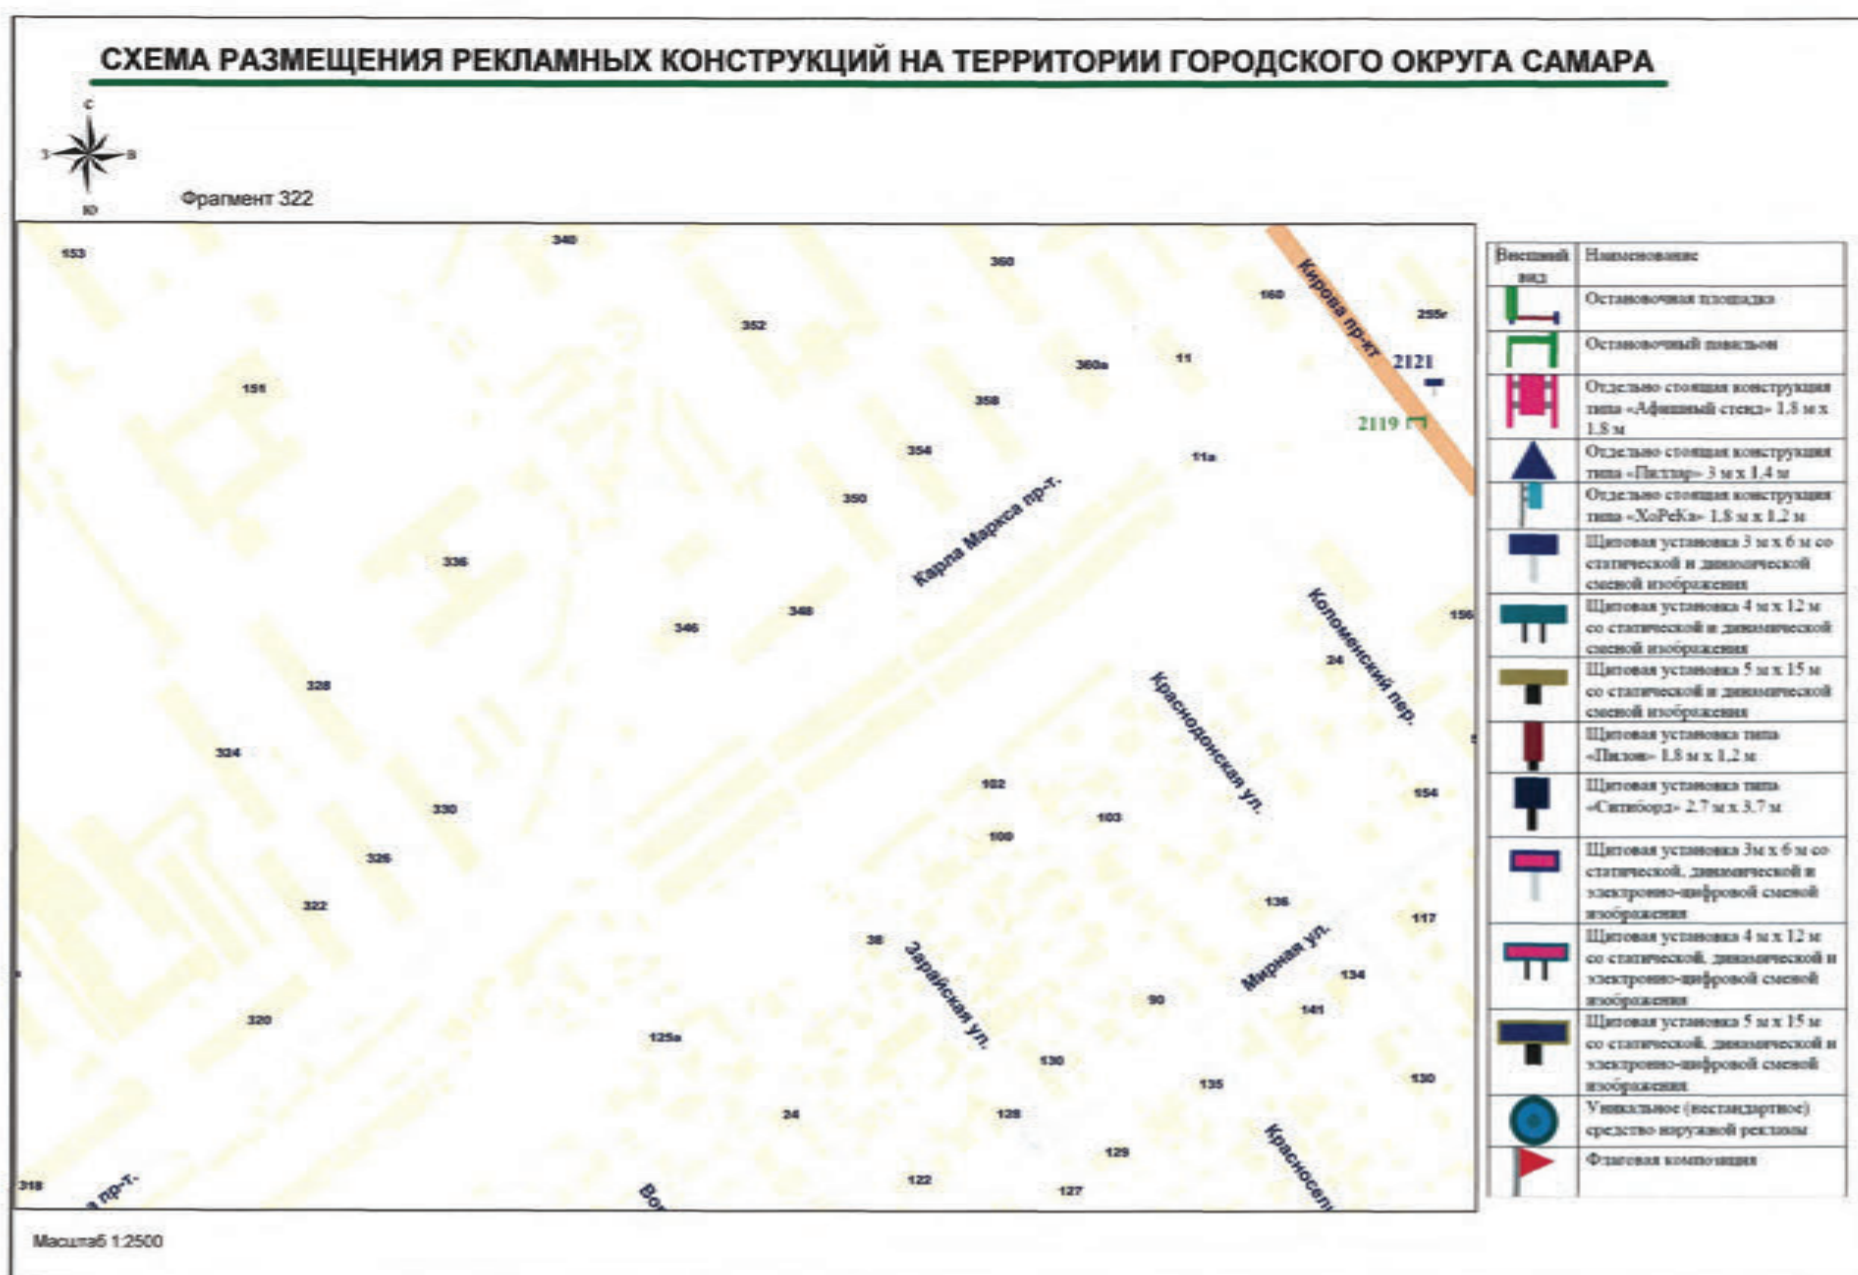 СХЕМА РАЗМЕЩЕНИЯ РЕКЛАМНЫХ КОНСТРУКЦИЙ НА ТЕРРИТОРИИ ГОРОДСКОГО ОКРУГА САМАРА
С
З
В
Ю
Фрагмент 322
153
340
360
160
Кирова пр-кт
255г
352
360а
11
2121
151
358
2119
354
11а
350
Карла Маркса пр-т.
336
348
346
Коломенский пер.
156
24
328
Краснодонская ул.
324
102
154
330
103
100
326
322
136
117
38
Зарайская ул.
Мирная ул.
134
90
141
320
125а
130
135
130
24
128
Красносель
129
318
а пр-т.
122
127
Во
Масштаб 1:2500
Внешний вид
Наименование
Остановочная площадка
Остановочный павильон
Отдельно стоящая конструкция
типа «Афишный стенд» 1.8 м х
1.8 м
Отдельно стоящая конструкция
типа «Пиллар» 3 м х 1,4 м
Отдельно стоящая конструкция
типа «ХоРеКа» 1.8 м х 1.2 м
Щитовая установка 3 м х 6 м со
статической и динамической
сменой изображения
Щитовая установка 4 м х 12 м
со статической и динамической
сменой изображения
Щитовая установка 5 м х 15 м
со статической и динамической
сменой изображения
Щитовая установка типа
«Пилон» 1.8 м х 1,2 м
Щитовая установка типа
«Ситиборд» 2.7 м х 3.7 м
Щитовая установка 3м х 6 м со
статической, динамической и
электронно-цифровой сменой
изображения
Щитовая установка 4 м х 12 м
со статической, динамической и
электронно-цифровой сменой
изображения
Щитовая установка 5 м х 15 м
со статической, динамической и
электронно-цифровой сменой
изображения
Уникальное (нестандартное)
средство наружной рекламы
Флаговая композиция